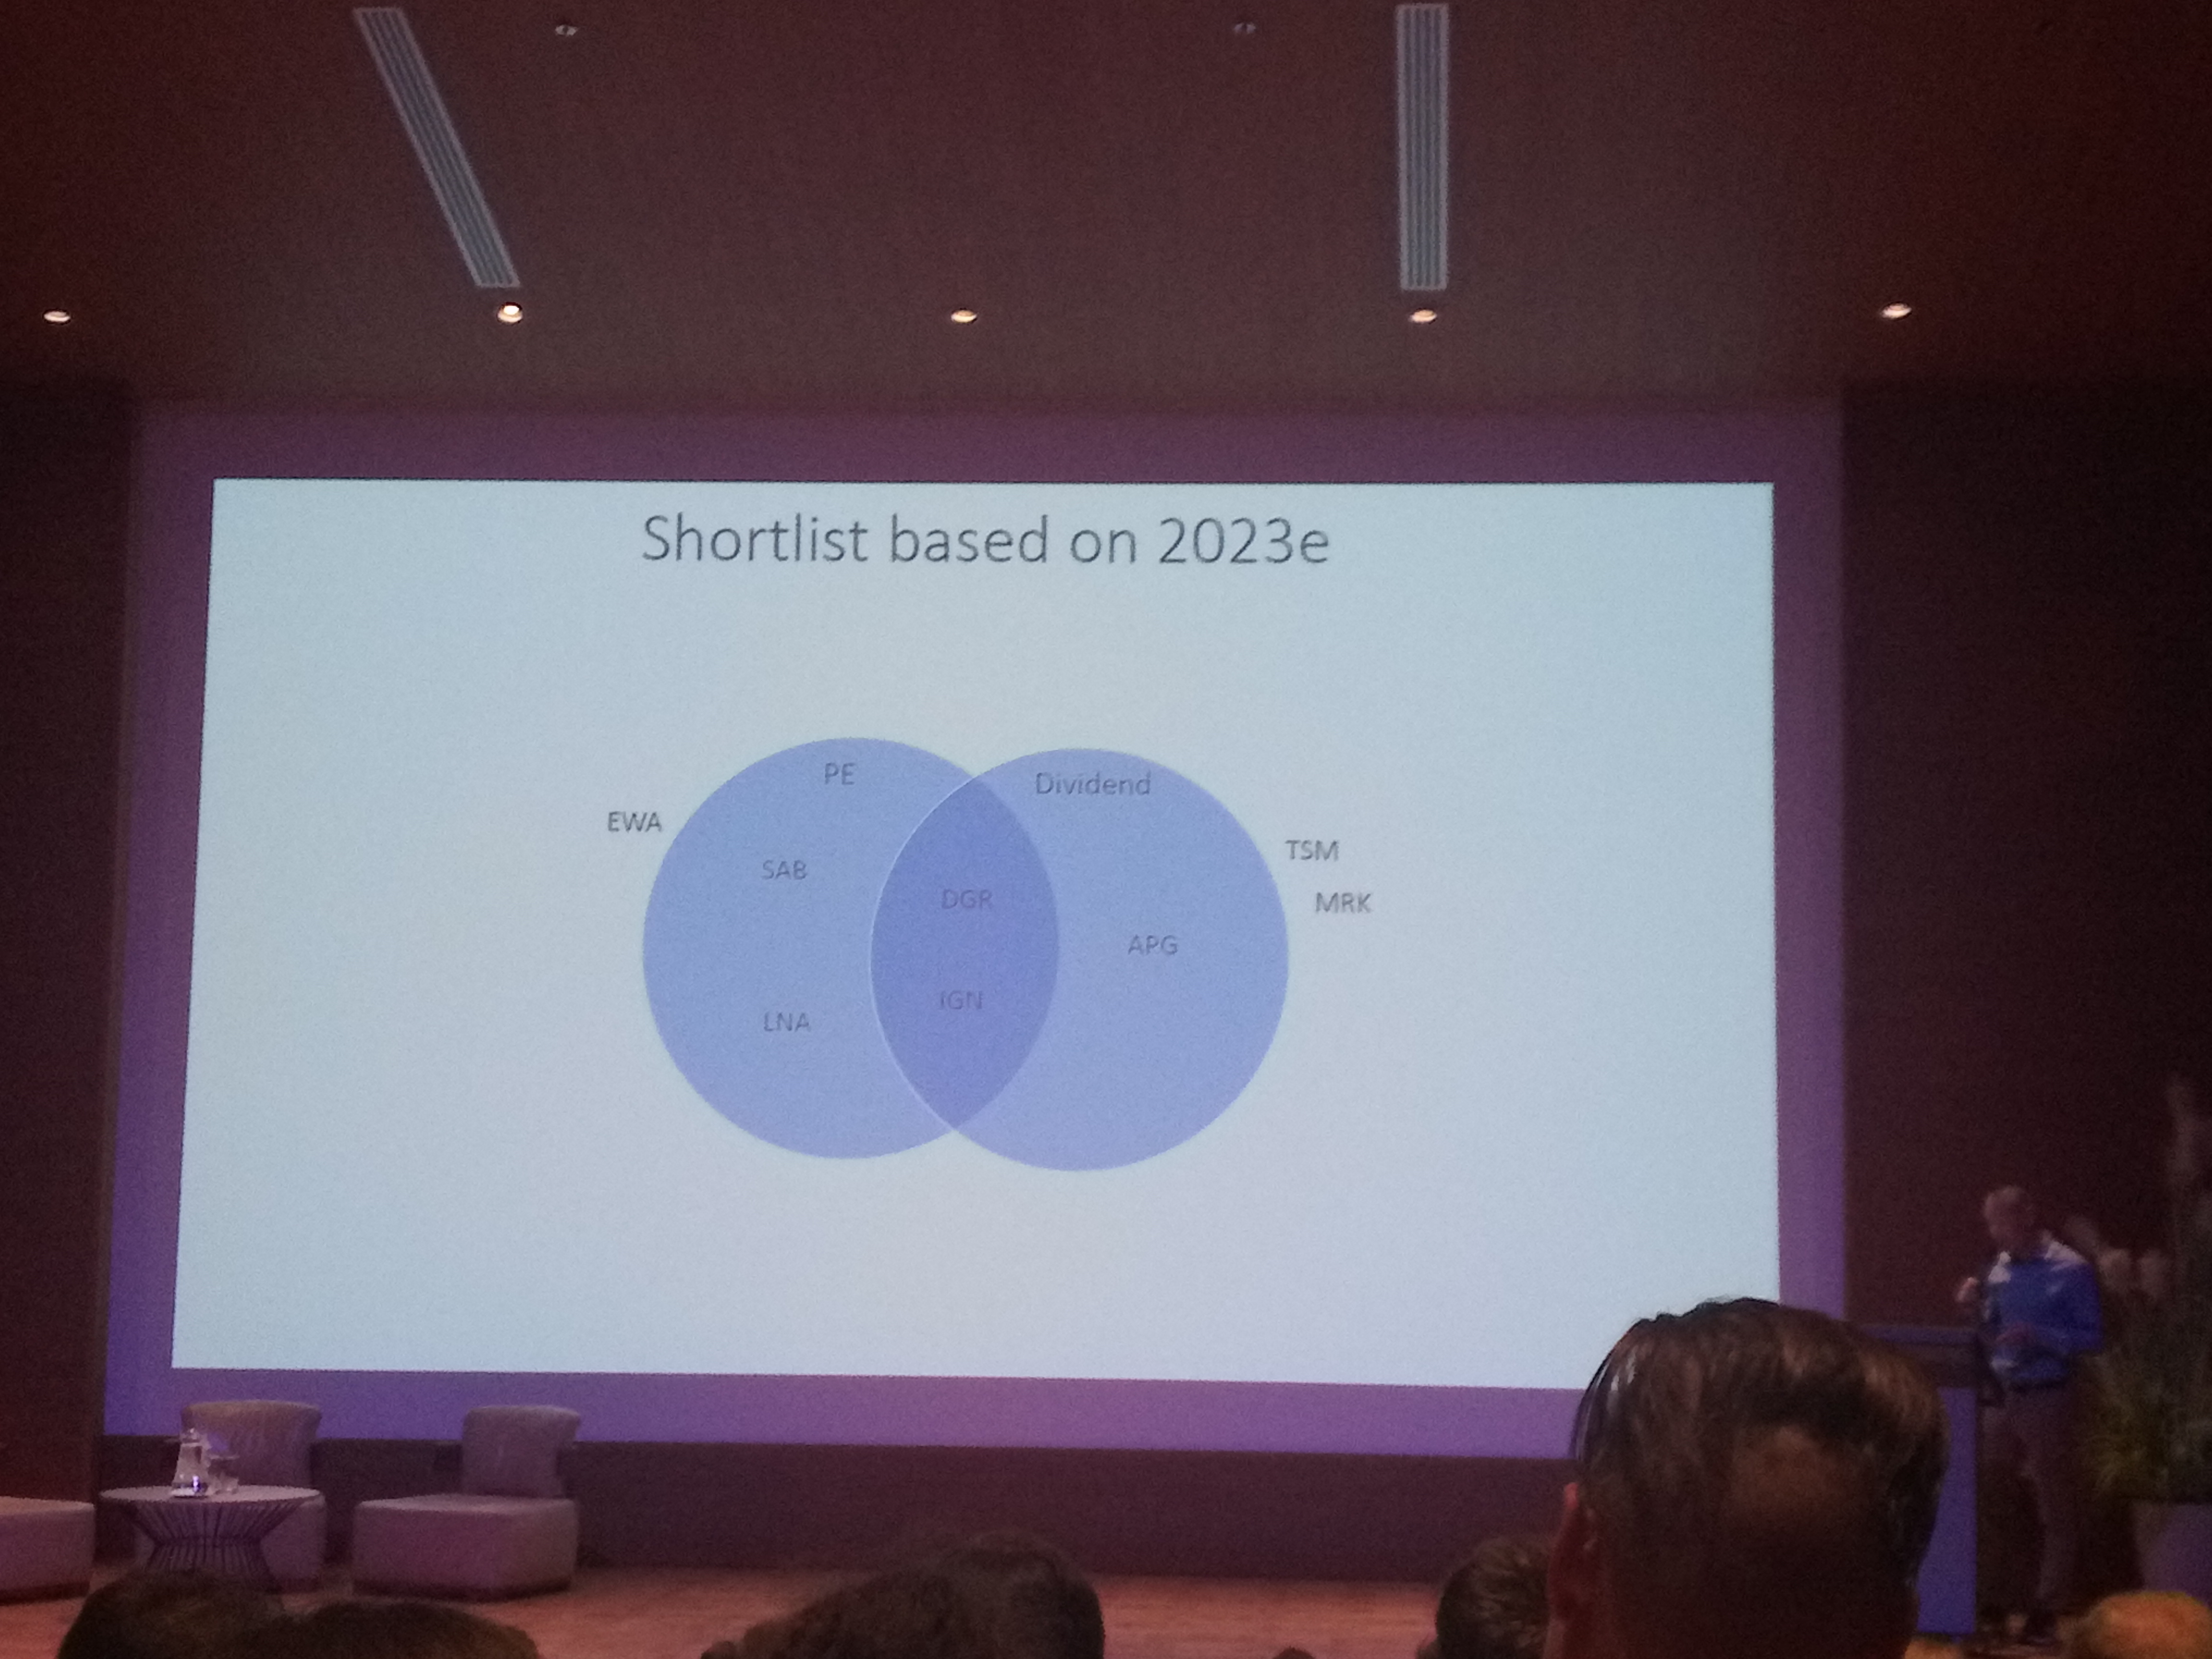 Shortlist based on 2023e
PE
Dividend
EWA
TSM
SAB
DGR
MRK
APG
IGN
LNA